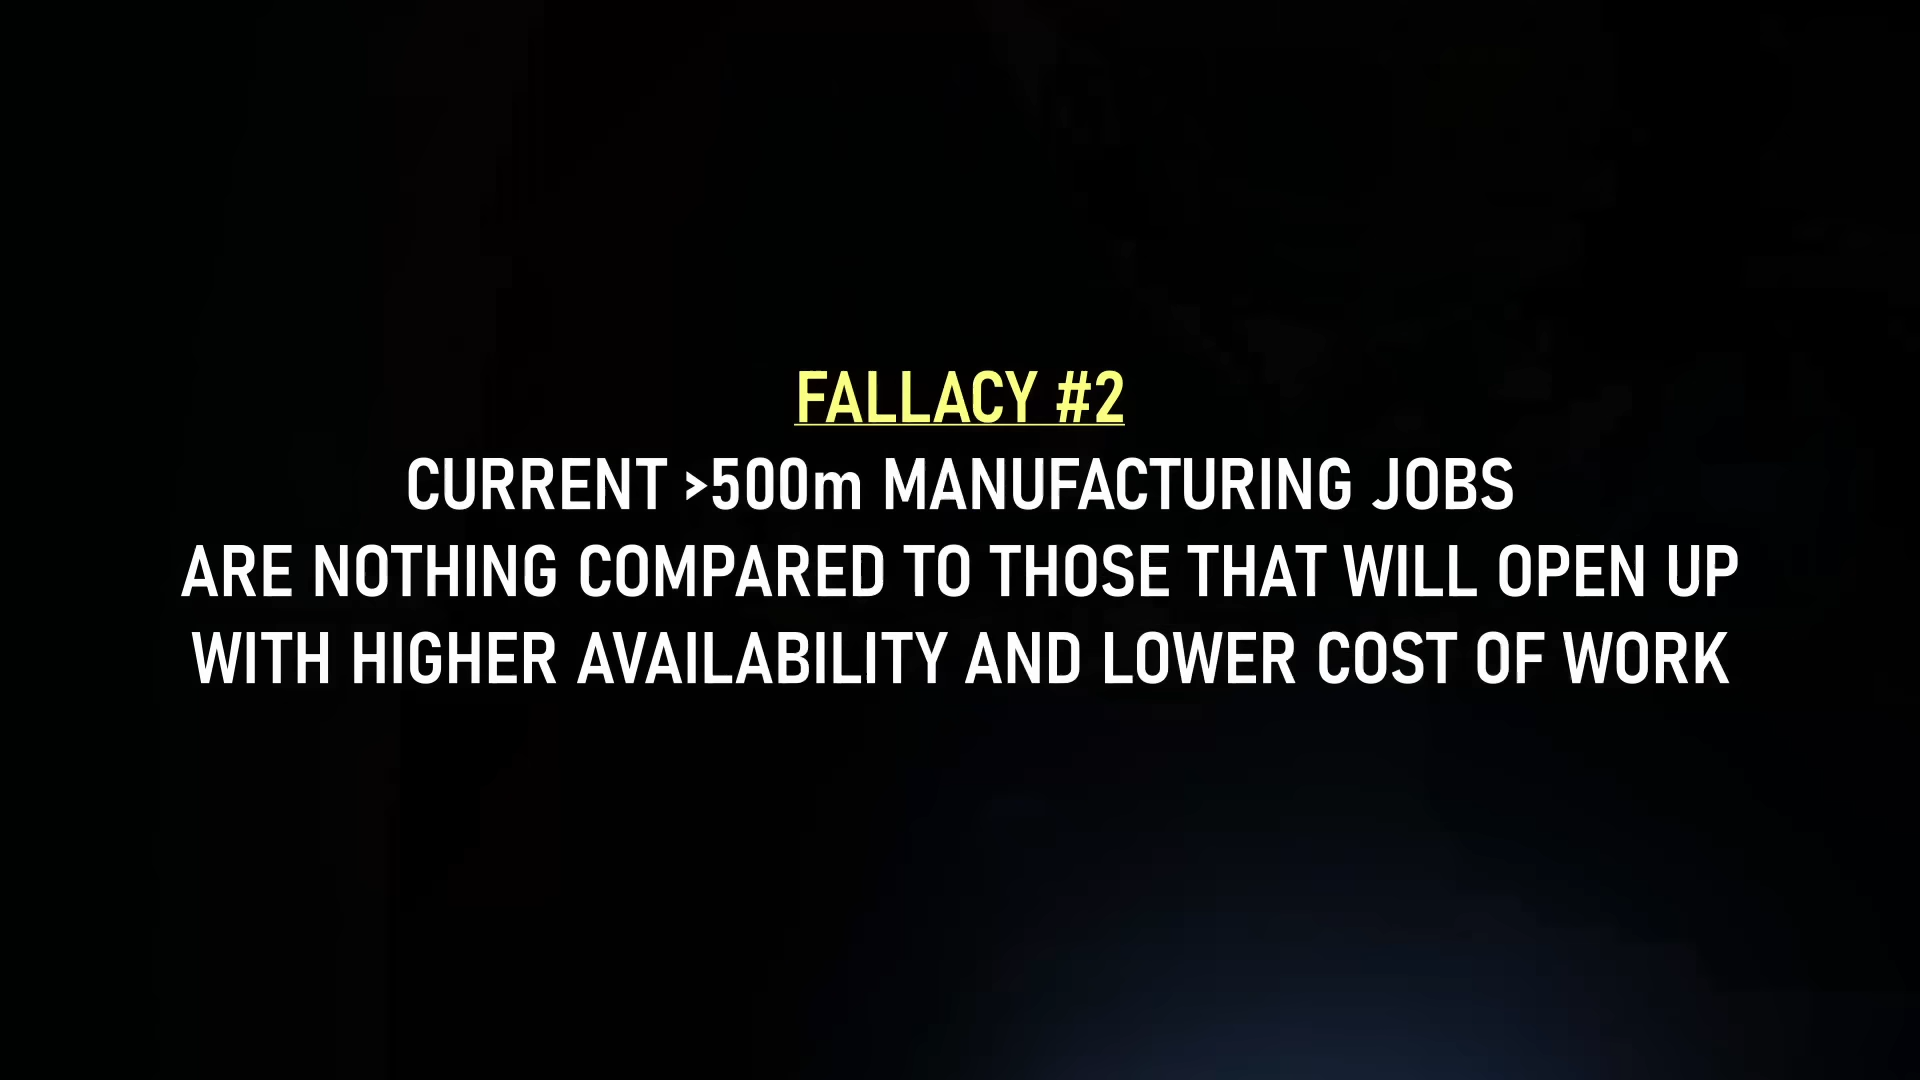 FALLACY #2
CURRENT >500m MANUFACTURING JOBS
ARE NOTHING COMPARED TO THOSE THAT WILL OPEN UP
WITH HIGHER AVAILABILITY AND LOWER COST OF WORK